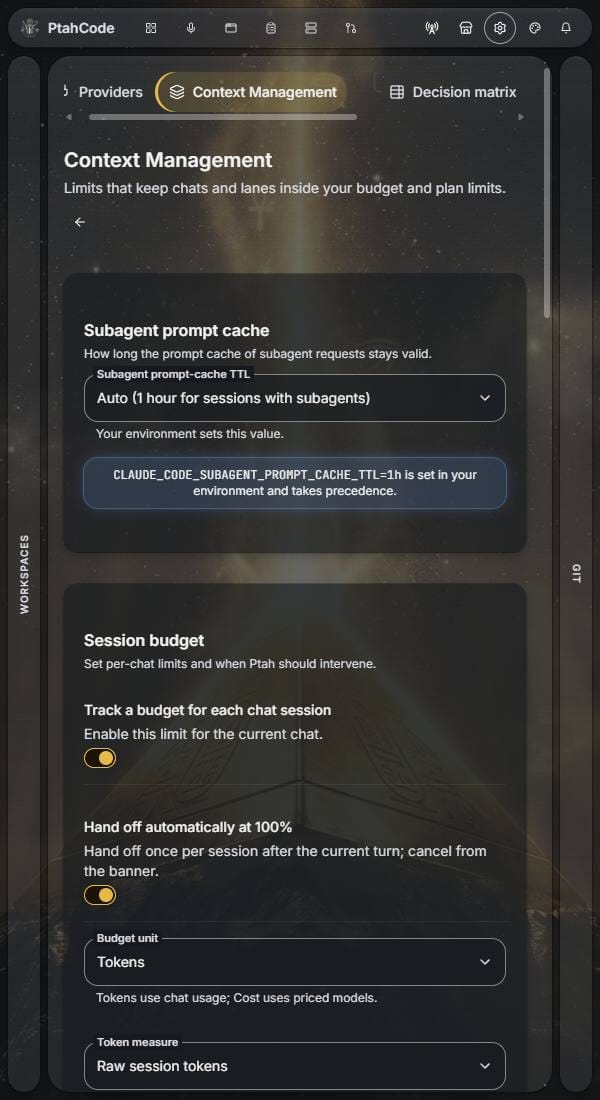 PtahCode
Providers
Context Management
Decision matrix
Context Management
Limits that keep chats and lanes inside your budget and plan limits.
Subagent prompt cache
How long the prompt cache of subagent requests stays valid.
Subagent prompt-cache TTL
Auto (1 hour for sessions with subagents)
Your environment sets this value.
CLAUDE_CODE_SUBAGENT_PROMPT_CACHE_TTL=1h is set in your
environment and takes precedence.
WORKSPACES
GIT
Session budget
Set per-chat limits and when Ptah should intervene.
Track a budget for each chat session
Enable this limit for the current chat.
Hand off automatically at 100%
Hand off once per session after the current turn; cancel from
the banner.
Budget unit
Tokens
Tokens use chat usage; Cost uses priced models.
Token measure
Raw session tokens